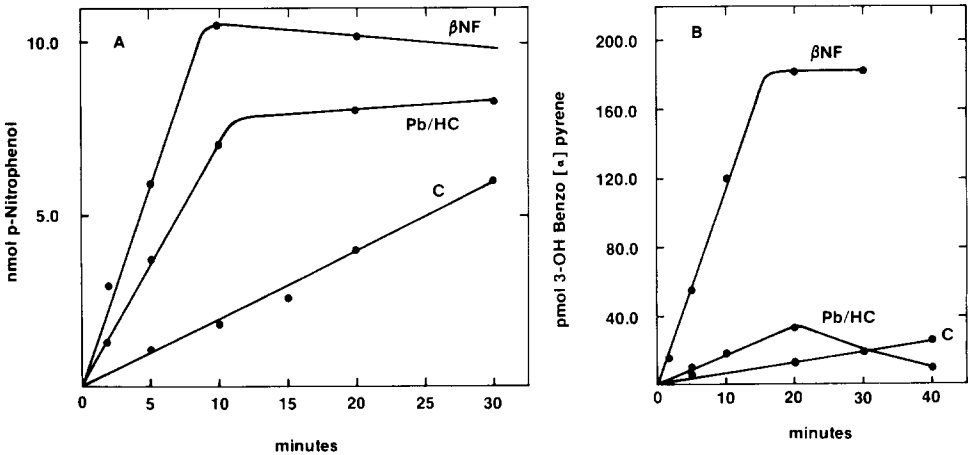 A
βNF
Pb/HC
C
10.0
5.0
nmol p-Nitrophenol
0 5 10 15 20 25 30
minutes
B
βNF
Pb/HC
C
200.0
160.0
120.0
80.0
40.0
0
pmol 3-OH Benzo [a] pyrene
0 10 20 30 40
minutes